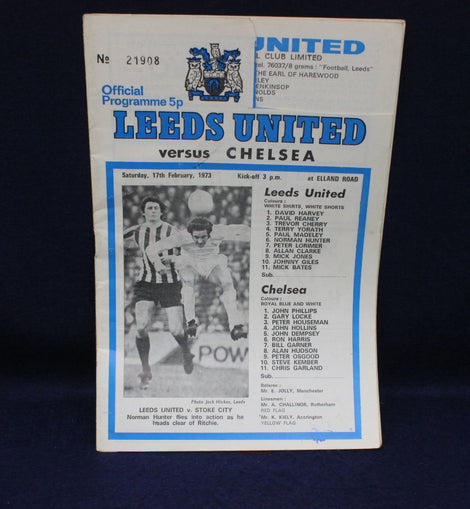 No 21908
UNITED
CLUB LIMITED
tel. 76037/8 grams: "Football, Leeds"
THE EARL OF HAREWOOD
Official
Programme 5p
LEEDS UNITED
versus CHELSEA
Saturday, 17th February, 1973 Kick-off 3 p.m. at ELLAND ROAD
Leeds United
Colours:
WHITE SHIRTS, WHITE SHORTS
1. DAVID HARVEY
2. PAUL REANEY
3. TREVOR CHERRY
4. TERRY YORATH
5. PAUL MADELEY
6. NORMAN HUNTER
7. PETER LORIMER
8. ALLAN CLARKE
9. MICK JONES
10. JOHNNY GILES
11. MICK BATES
Sub.
Chelsea
Colours:
ROYAL BLUE AND WHITE
1. JOHN PHILLIPS
2. GARY LOCKE
3. PETER HOUSEMAN
4. JOHN HOLLINS
5. JOHN DEMPSEY
6. RON HARRIS
7. BILL GARNER
8. ALAN HUDSON
9. PETER OSGOOD
10. STEVE KEMBER
11. CHRIS GARLAND
Sub.
Referee:
Mr. E. JOLLY, Manchester
Linesmen:
Mr. A. CHALLINOR, Rotherham
RED FLAG
Mr. K. KIELY, Accrington
YELLOW FLAG
POW
Photo Jack Hickes, Leeds
LEEDS UNITED v. STOKE CITY
Norman Hunter flies into action as he
heads clear of Ritchie.